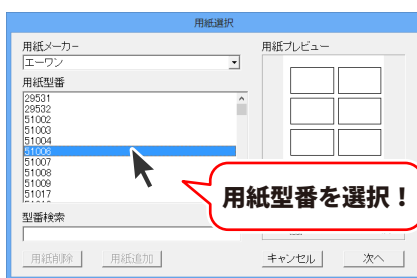 用紙選択
用紙メーカー
エーワン
用紙型番
29531
29532
51002
51003
51004
51006
51007
51008
51009
51017
型番検索
用紙削除
用紙追加
用紙プレビュー
用紙型番を選択！
キャンセル
次へ